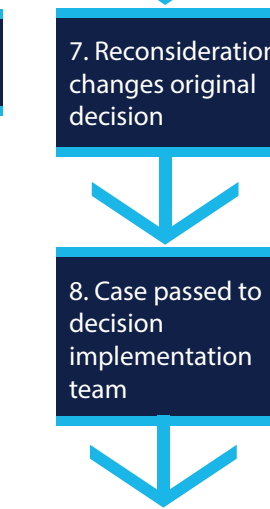 7. Reconsideration
changes original
decision
8. Case passed to
decision
implementation
team